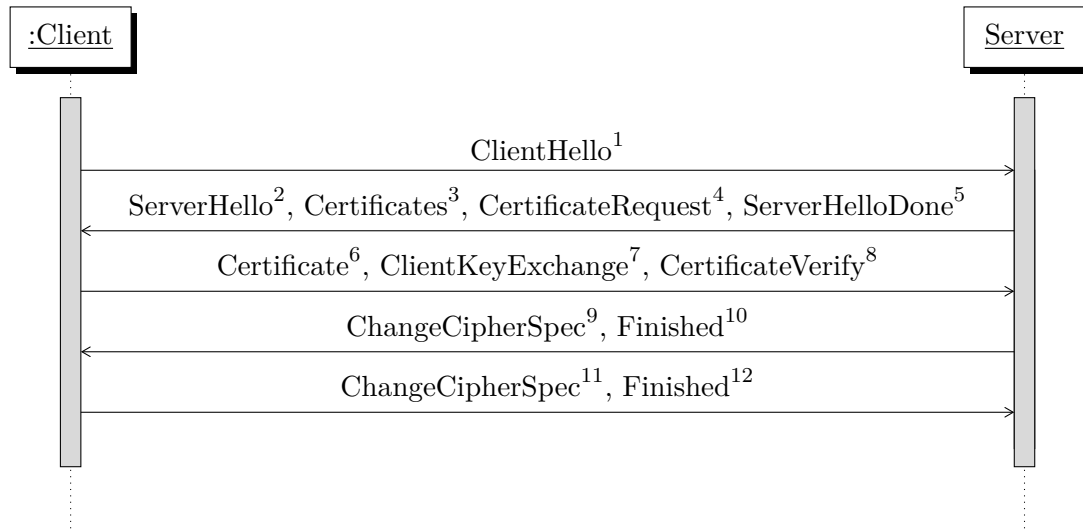 :Client
Server
ClientHello¹
ServerHello², Certificates³, CertificateRequest⁴, ServerHelloDone⁵
Certificate⁶, ClientKeyExchange⁷, CertificateVerify⁸
ChangeCipherSpec⁹, Finished¹⁰
ChangeCipherSpec¹¹, Finished¹²